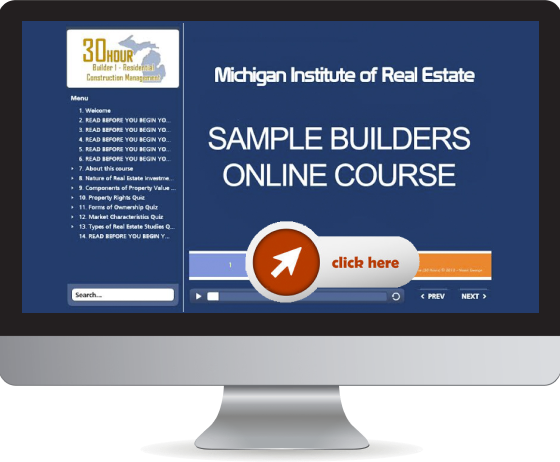 30HOUR
Builder I - Residential
Construction Management
Michigan Institute of Real Estate
SAMPLE BUILDERS
ONLINE COURSE
Menu
1. Welcome
2. READ BEFORE YOU BEGIN YO...
3. READ BEFORE YOU BEGIN YO...
4. READ BEFORE YOU BEGIN YO...
5. READ BEFORE YOU BEGIN YO...
6. READ BEFORE YOU BEGIN YO...
7. About this course
8. Nature of Real Estate Investme...
9. Components of Property Value ...
10. Property Rights Quiz
11. Forms of Ownership Quiz
12. Market Characteristics Quiz
13. Types of Real Estate Studies Q...
14. READ BEFORE YOU BEGIN Y...
1
click here
Search...
PREV
NEXT